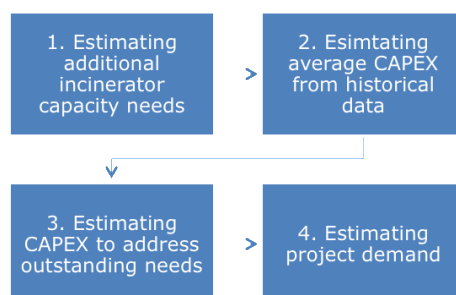 1. Estimating
additional
incinerator
capacity needs
2. Esimtating
average CAPEX
from historical
data
3. Estimating
CAPEX to address
outstanding needs
4. Estimating
project demand